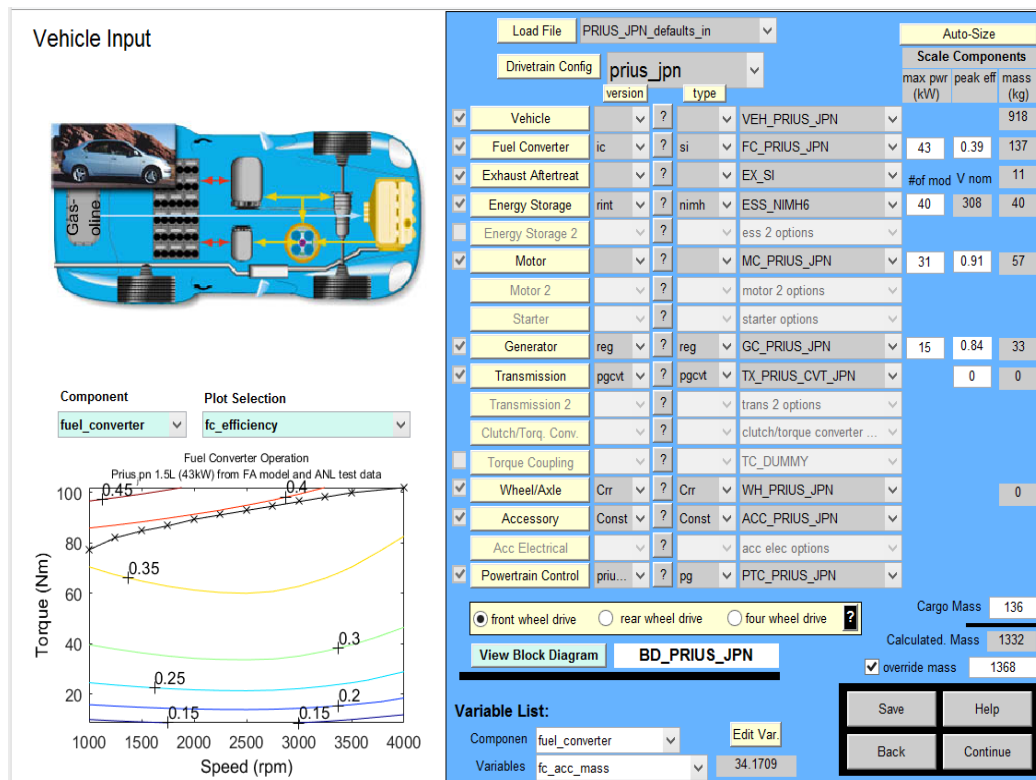 Vehicle Input
Gas-
oline
Component
Plot Selection
fuel_converter
fc_efficiency
Fuel Converter Operation
Prius jpn 1.5L (43kW) from FA model and ANL test data
Torque (Nm)
100
80
60
40
20
0.45
0.4
0.35
0.3
0.25
0.2
0.15
0.15
1000 1500 2000 2500 3000 3500 4000
Speed (rpm)
Load File PRIUS_JPN_defaults_in
Auto-Size
Drivetrain Config prius_jpn
Scale Components
version type
max pwr peak eff mass
(kW) (kg)
Vehicle ? VEH_PRIUS_JPN 918
Fuel Converter ic ? si FC_PRIUS_JPN 43 0.39 137
Exhaust Aftertreat ? EX_SI #of mod V nom 11
Energy Storage rint ? nimh ESS_NIMH6 40 308 40
Energy Storage 2 ? ess 2 options
Motor ? MC_PRIUS_JPN 31 0.91 57
Motor 2 ? motor 2 options
Starter ? starter options
Generator reg ? reg GC_PRIUS_JPN 15 0.84 33
Transmission pgcvt ? pgcvt TX_PRIUS_CVT_JPN 0 0
Transmission 2 ? trans 2 options
Clutch/Torq. Conv. ? clutch/torque converter ...
Torque Coupling ? TC_DUMMY
Wheel/Axle Crr ? Crr WH_PRIUS_JPN 0
Accessory Const ? Const ACC_PRIUS_JPN
Acc Electrical ? acc elec options
Powertrain Control priu... ? pg PTC_PRIUS_JPN
front wheel drive rear wheel drive four wheel drive ?
Cargo Mass 136
Calculated. Mass 1332
override mass 1368
View Block Diagram BD_PRIUS_JPN
Variable List:
Componen fuel_converter Edit Var.
Variables fc_acc_mass 34.1709
Save Help
Back Continue